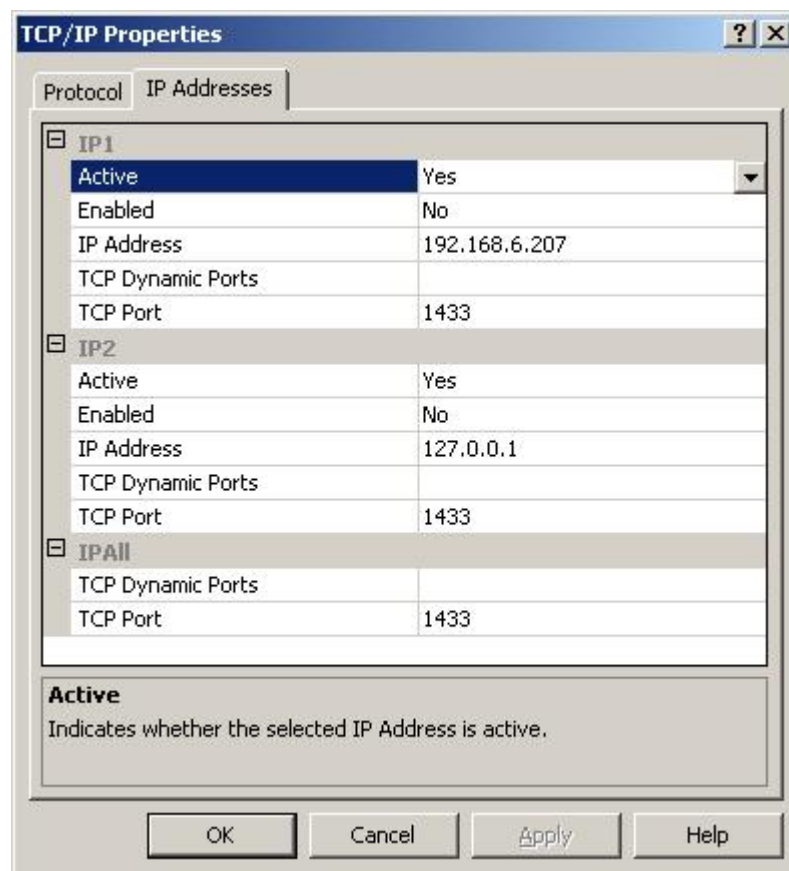 TCP/IP Properties
Protocol IP Addresses
IP1
Active Yes
Enabled No
IP Address 192.168.6.207
TCP Dynamic Ports
TCP Port 1433
IP2
Active Yes
Enabled No
IP Address 127.0.0.1
TCP Dynamic Ports
TCP Port 1433
IPAll
TCP Dynamic Ports
TCP Port 1433
Active
Indicates whether the selected IP Address is active.
OK Cancel Apply Help